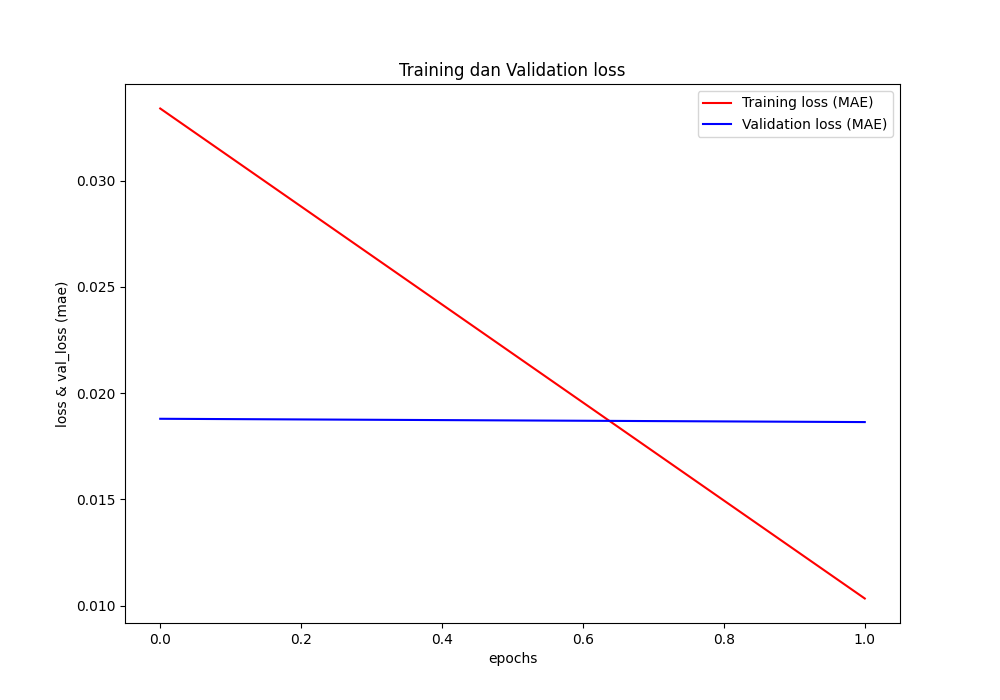 Training dan Validation loss
Training loss (MAE)
Validation loss (MAE)
loss & val_loss (mae)
0.030
0.025
0.020
0.015
0.010
0.0 0.2 0.4 0.6 0.8 1.0
epochs